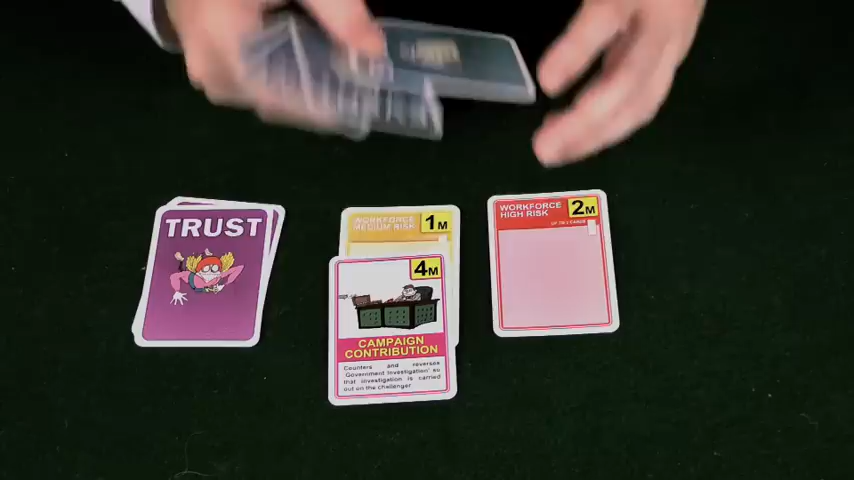 TRUST
WORKFORCE
MEDIUM RISK
1M
4M
CAMPAIGN
CONTRIBUTION
Counters and reverses
'Government Investigation' so
that investigation is carried
out on the challenger
WORKFORCE
HIGH RISK
2M